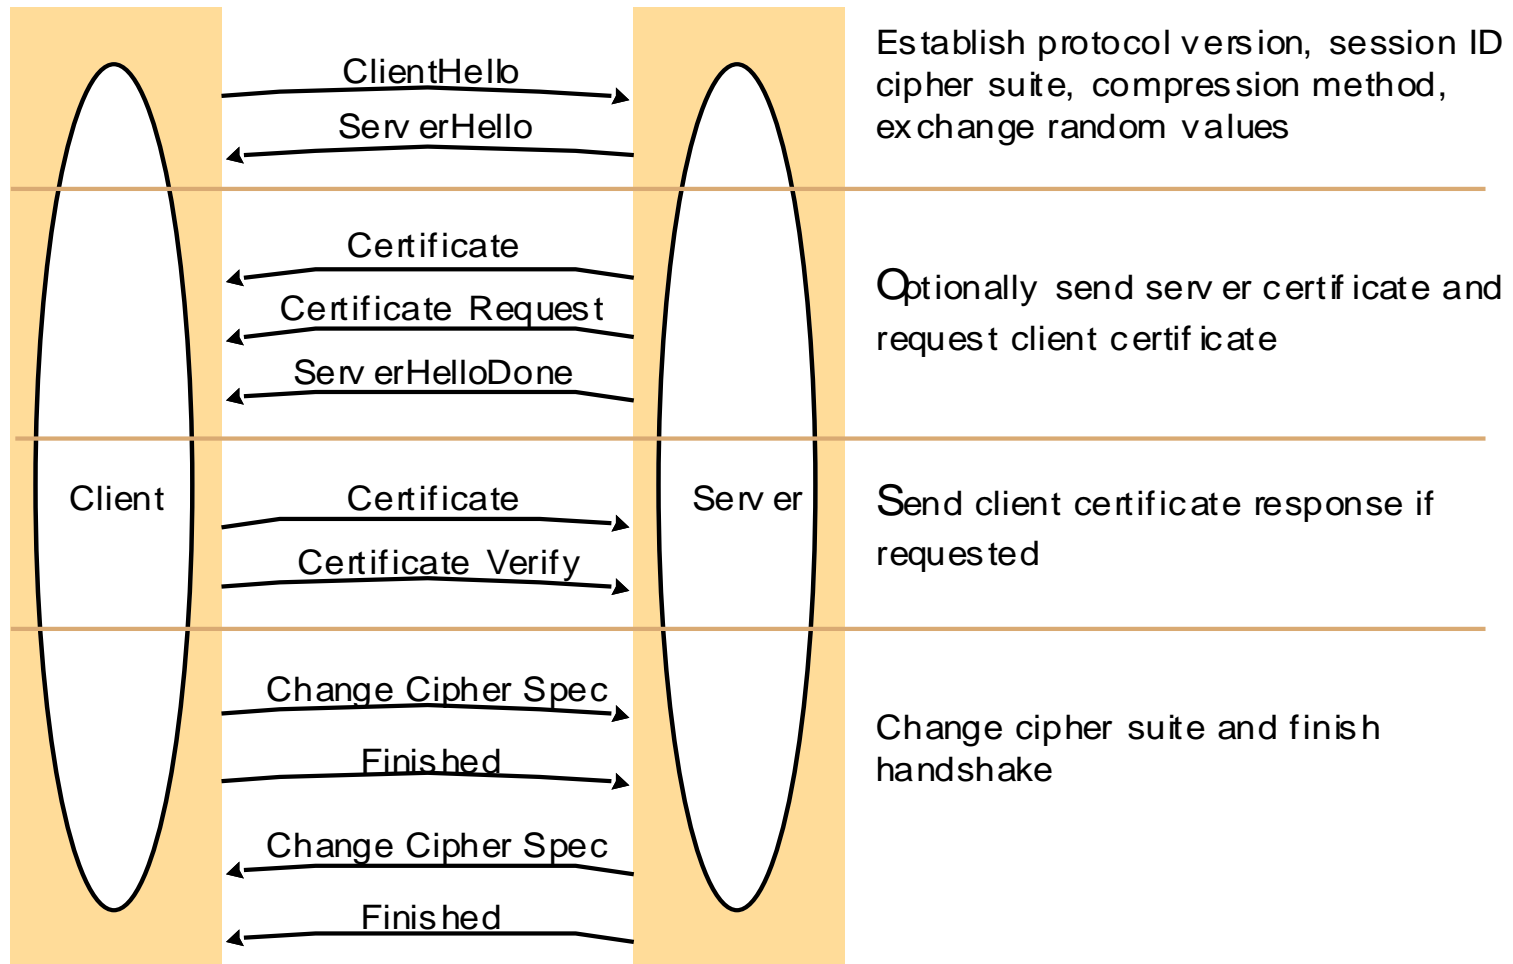 ClientHello
ServerHello
Establish protocol version, session ID
cipher suite, compression method,
exchange random values
Certificate
Certificate Request
ServerHelloDone
Optionally send server certificate and
request client certificate
Client
Certificate
Certificate Verify
Server
Send client certificate response if
requested
Change Cipher Spec
Finished
Change Cipher Spec
Finished
Change cipher suite and finish
handshake